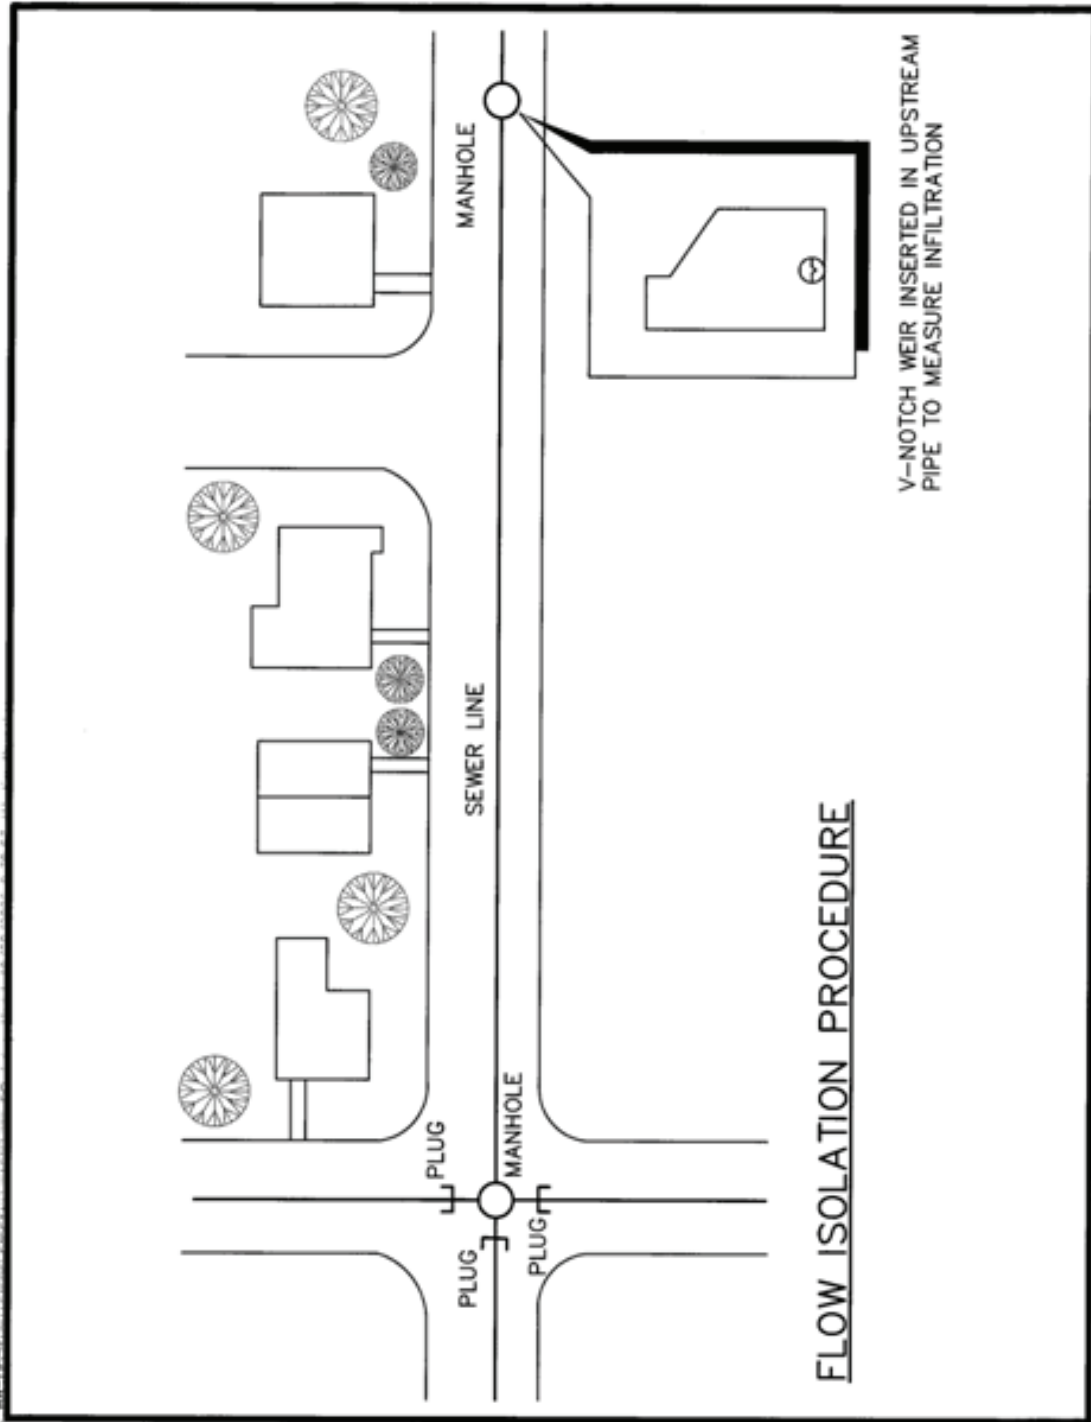 MANHOLE
SEWER LINE
V-NOTCH WEIR INSERTED IN UPSTREAM
PIPE TO MEASURE INFILTRATION
PLUG
MANHOLE
PLUG
PLUG
FLOW ISOLATION PROCEDURE